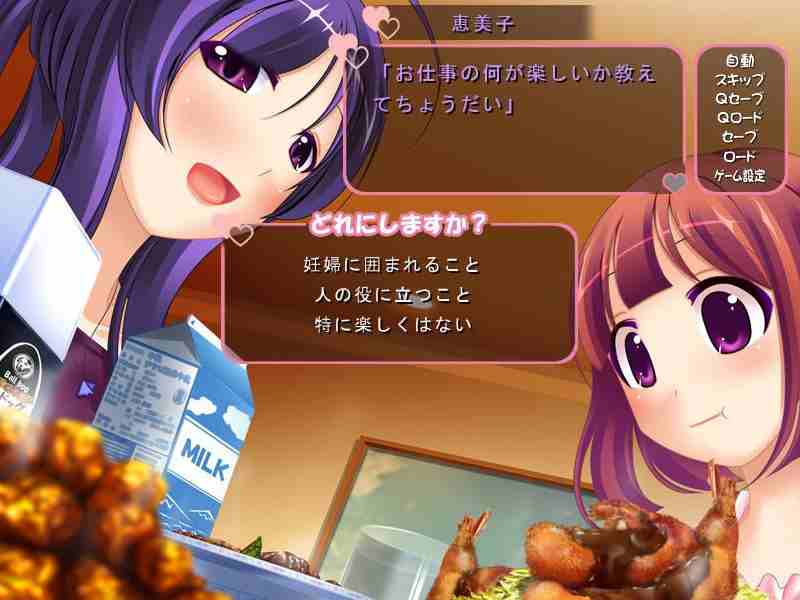 恵美子
「お仕事の何が楽しいか教え
てちょうだい」
自動
スキップ
Qセーブ
Qロード
セーブ
ロード
ゲーム設定
どれにしますか？
妊婦に囲まれること
人の役に立つこと
特に楽しくはない
MILK